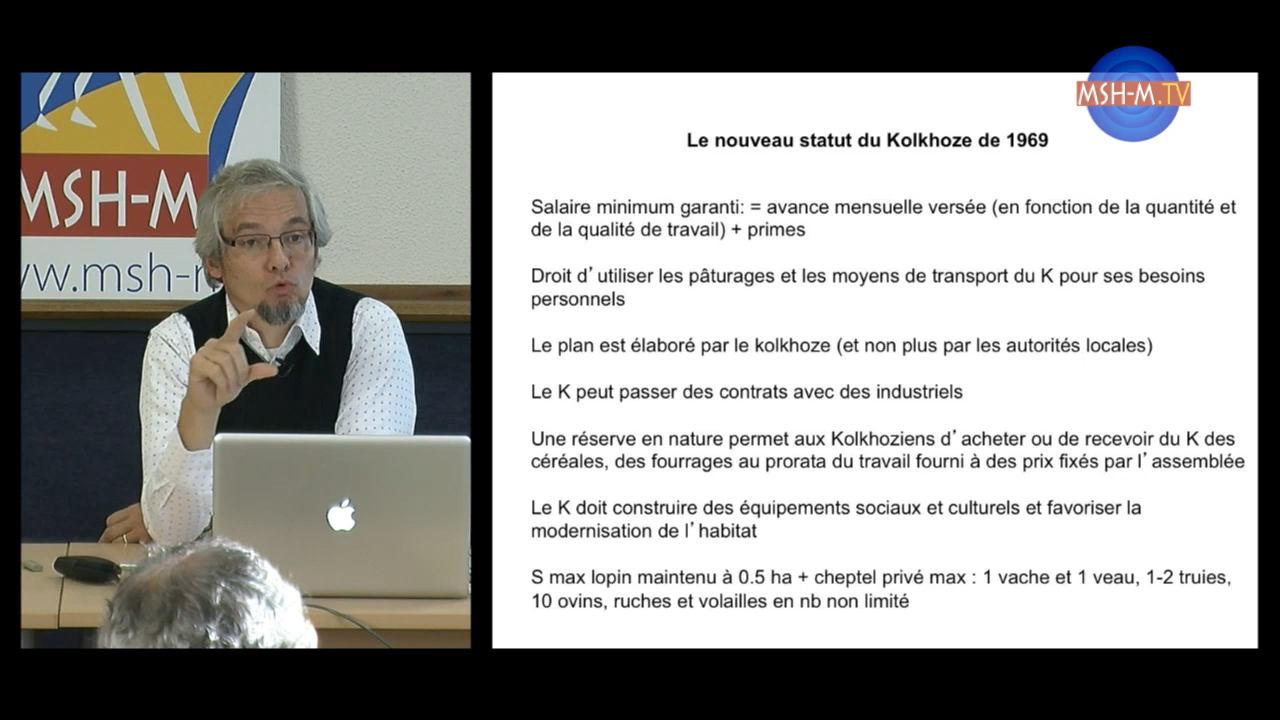 MSH-M.TV
MSH-M
www.msh-
Le nouveau statut du Kolkhoze de 1969
Salaire minimum garanti: = avance mensuelle versée (en fonction de la quantité et
de la qualité de travail) + primes
Droit d’utiliser les pâturages et les moyens de transport du K pour ses besoins
personnels
Le plan est élaboré par le kolkhoze (et non plus par les autorités locales)
Le K peut passer des contrats avec des industriels
Une réserve en nature permet aux Kolkhoziens d’acheter ou de recevoir du K des
céréales, des fourrages au prorata du travail fourni à des prix fixés par l’assemblée
Le K doit construire des équipements sociaux et culturels et favoriser la
modernisation de l’habitat
S max lopin maintenu à 0.5 ha + cheptel privé max : 1 vache et 1 veau, 1-2 truies,
10 ovins, ruches et volailles en nb non limité